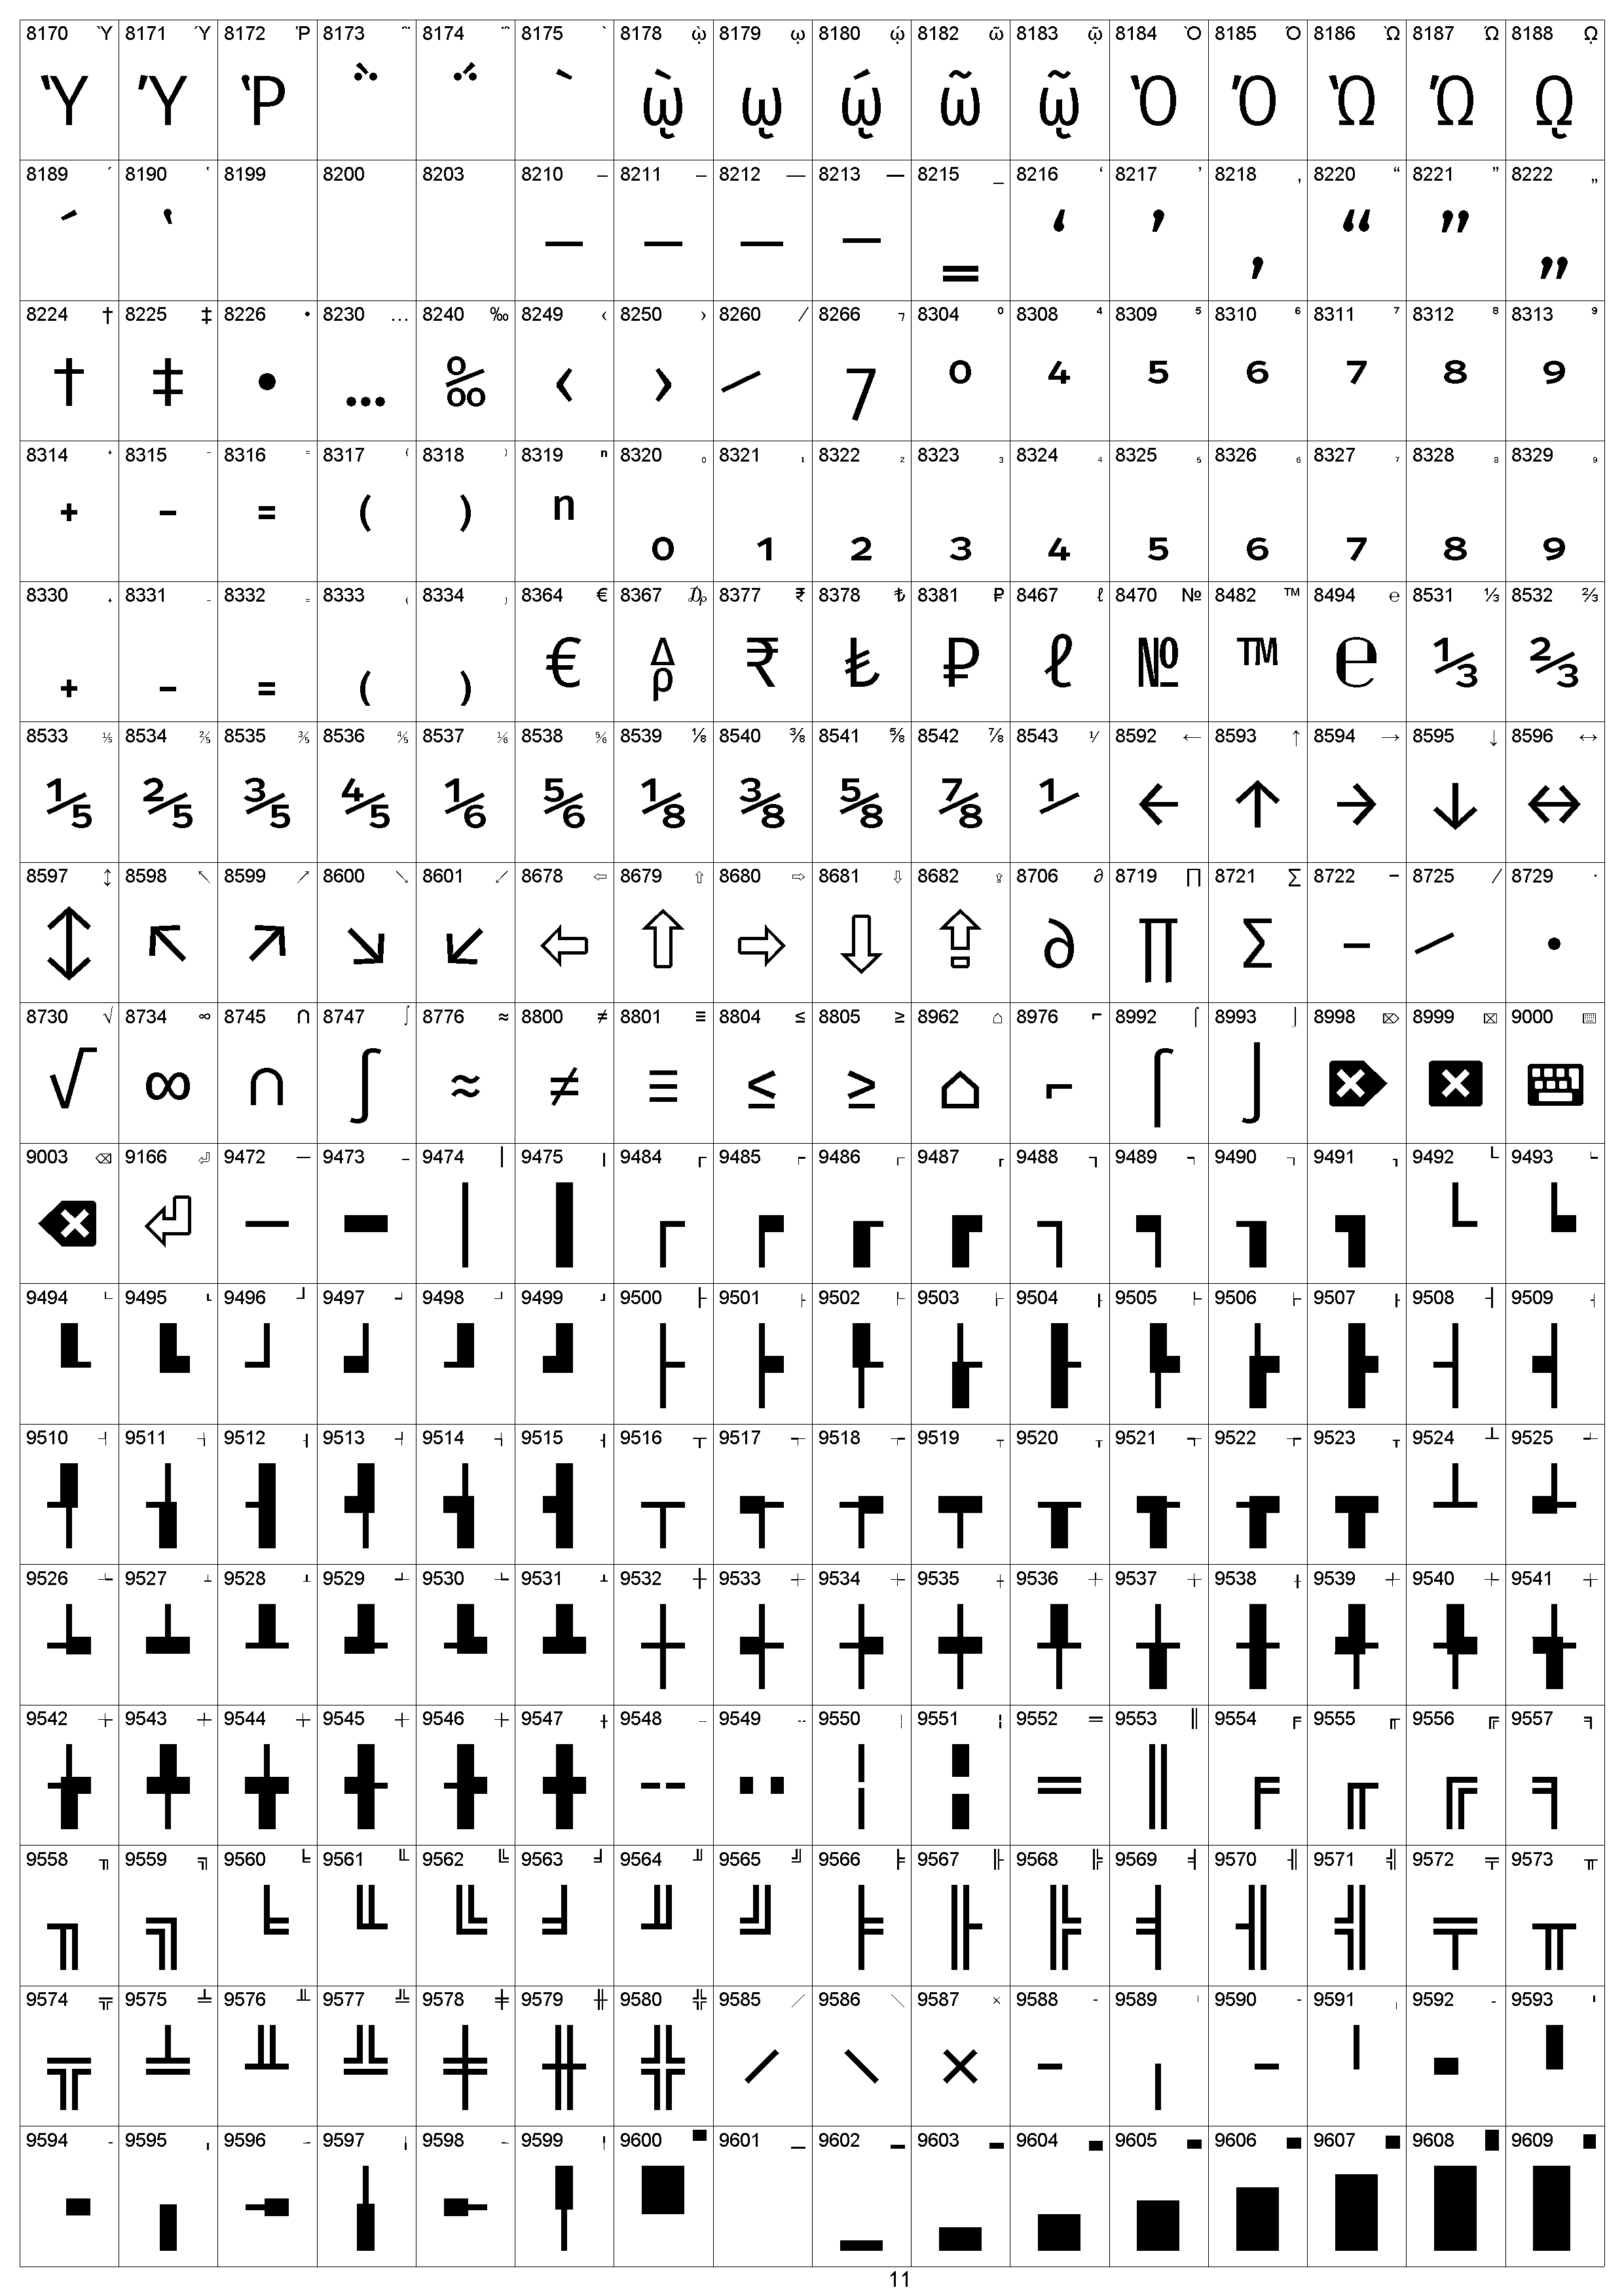 8170 Ὺ 8171 Ύ 8172 Ῥ 8173 ῭ 8174 ΅ 8175 ` 8178 ῲ 8179 ῳ 8180 ῴ 8182 ῶ 8183 ῷ 8184 Ὸ 8185 Ό 8186 Ὼ 8187 Ώ 8188 ῼ
Ὺ Ύ Ῥ ῭ ΅ ` ῲ ῳ ῴ ῶ ῷ Ὸ Ό Ὼ Ώ ῼ
8189 ´ 8190 ῾ 8199 8200 8203 8210 ‒ 8211 – 8212 — 8213 ― 8215 ‗ 8216 ‘ 8217 ’ 8218 ‚ 8220 “ 8221 ” 8222 „
´ ῾ ‒ – — ― ‗ ‘ ’ ‚ “ ” „
8224 † 8225 ‡ 8226 • 8230 … 8240 ‰ 8249 ‹ 8250 › 8260 ⁄ 8266 ⁊ 8304 ⁰ 8308 ⁴ 8309 ⁵ 8310 ⁶ 8311 ⁷ 8312 ⁸ 8313 ⁹
† ‡ • … ‰ ‹ › ⁄ ⁊ ⁰ ⁴ ⁵ ⁶ ⁷ ⁸ ⁹
8314 ⁺ 8315 ⁻ 8316 ⁼ 8317 ⁽ 8318 ⁾ 8319 ⁿ 8320 ₀ 8321 ₁ 8322 ₂ 8323 ₃ 8324 ₄ 8325 ₅ 8326 ₆ 8327 ₇ 8328 ₈ 8329 ₉
⁺ ⁻ ⁼ ⁽ ⁾ ⁿ ₀ ₁ ₂ ₃ ₄ ₅ ₆ ₇ ₈ ₉
8330 ₊ 8331 ₋ 8332 ₌ 8333 ₍ 8334 ₎ 8364 € 8367 ₯ 8377 ₹ 8378 ₺ 8381 ₽ 8467 ℓ 8470 № 8482 ™ 8494 ℮ 8531 ⅓ 8532 ⅔
₊ ₋ ₌ ₍ ₎ € ₯ ₹ ₺ ₽ ℓ № ™ ℮ ⅓ ⅔
8533 ⅕ 8534 ⅖ 8535 ⅗ 8536 ⅘ 8537 ⅙ 8538 ⅚ 8539 ⅛ 8540 ⅜ 8541 ⅝ 8542 ⅞ 8543 ⅟ 8592 ← 8593 ↑ 8594 → 8595 ↓ 8596 ↔
⅕ ⅖ ⅗ ⅘ ⅙ ⅚ ⅛ ⅜ ⅝ ⅞ ⅟ ← ↑ → ↓ ↔
8597 ↕ 8598 ↖ 8599 ↗ 8600 ↘ 8601 ↙ 8678 ⇦ 8679 ⇧ 8680 ⇨ 8681 ⇩ 8682 ⇪ 8706 ∂ 8719 ∏ 8721 ∑ 8722 − 8725 ∕ 8729 ∙
↕ ↖ ↗ ↘ ↙ ⇦ ⇧ ⇨ ⇩ ⇪ ∂ ∏ ∑ − ∕ ∙
8730 √ 8734 ∞ 8745 ∩ 8747 ∫ 8776 ≈ 8800 ≠ 8801 ≡ 8804 ≤ 8805 ≥ 8962 ⌂ 8976 ⌐ 8992 ⌠ 8993 ⌡ 8998 ⌦ 8999 ⌧ 9000 ⌨
√ ∞ ∩ ∫ ≈ ≠ ≡ ≤ ≥ ⌂ ⌐ ⌠ ⌡ ⌦ ⌧ ⌨
9003 ⌫ 9166 ⏎ 9472 ─ 9473 ━ 9474 │ 9475 ┃ 9484 ┌ 9485 ┍ 9486 ┎ 9487 ┏ 9488 ┐ 9489 ┑ 9490 ┒ 9491 ┓ 9492 └ 9493 ┕
⌫ ⏎ ─ ━ │ ┃ ┌ ┍ ┎ ┏ ┐ ┑ ┒ ┓ └ ┕
9494 ┖ 9495 ┗ 9496 ┘ 9497 ┙ 9498 ┚ 9499 ┛ 9500 ├ 9501 ┝ 9502 ┞ 9503 ┟ 9504 ┠ 9505 ┡ 9506 ┢ 9507 ┣ 9508 ┤ 9509 ┥
┖ ┗ ┘ ┙ ┚ ┛ ├ ┝ ┞ ┟ ┠ ┡ ┢ ┣ ┤ ┥
9510 ┦ 9511 ┧ 9512 ┨ 9513 ┩ 9514 ┪ 9515 ┫ 9516 ┬ 9517 ┭ 9518 ┮ 9519 ┯ 9520 ┰ 9521 ┱ 9522 ┲ 9523 ┳ 9524 ┴ 9525 ┵
┦ ┧ ┨ ┩ ┪ ┫ ┬ ┭ ┮ ┯ ┰ ┱ ┲ ┳ ┴ ┵
9526 ┶ 9527 ┷ 9528 ┸ 9529 ┹ 9530 ┺ 9531 ┻ 9532 ┼ 9533 ┽ 9534 ┾ 9535 ┿ 9536 ╀ 9537 ╁ 9538 ╂ 9539 ╃ 9540 ╄ 9541 ╅
┶ ┷ ┸ ┹ ┺ ┻ ┼ ┽ ┾ ┿ ╀ ╁ ╂ ╃ ╄ ╅
9542 ╆ 9543 ╇ 9544 ╈ 9545 ╉ 9546 ╊ 9547 ╋ 9548 ╌ 9549 ╍ 9550 ╎ 9551 ╏ 9552 ═ 9553 ║ 9554 ╒ 9555 ╓ 9556 ╔ 9557 ╕
╆ ╇ ╈ ╉ ╊ ╋ ╌ ╍ ╎ ╏ ═ ║ ╒ ╓ ╔ ╕
9558 ╖ 9559 ╗ 9560 ╘ 9561 ╙ 9562 ╚ 9563 ╛ 9564 ╜ 9565 ╝ 9566 ╞ 9567 ╟ 9568 ╠ 9569 ╡ 9570 ╢ 9571 ╣ 9572 ╤ 9573 ╥
╖ ╗ ╘ ╙ ╚ ╛ ╜ ╝ ╞ ╟ ╠ ╡ ╢ ╣ ╤ ╥
9574 ╦ 9575 ╧ 9576 ╨ 9577 ╩ 9578 ╪ 9579 ╫ 9580 ╬ 9585 ╱ 9586 ╲ 9587 ╳ 9588 ╴ 9589 ╵ 9590 ╶ 9591 ╷ 9592 ╸ 9593 ╹
╦ ╧ ╨ ╩ ╪ ╫ ╬ ╱ ╲ ╳ ╴ ╷ ╶ ╵ ╸ ╹
9594 ╺ 9595 ╻ 9596 ╼ 9597 ╽ 9598 ╾ 9599 ╿ 9600 ▀ 9601 ▁ 9602 ▂ 9603 ▃ 9604 ▄ 9605 ▅ 9606 ▆ 9607 ▇ 9608 █ 9609 ▉
╺ ╻ ╼ ╽ ╾ ╿ ▀ ▂ ▃ ▄ ▅ ▆ ▇ █ ▉
11